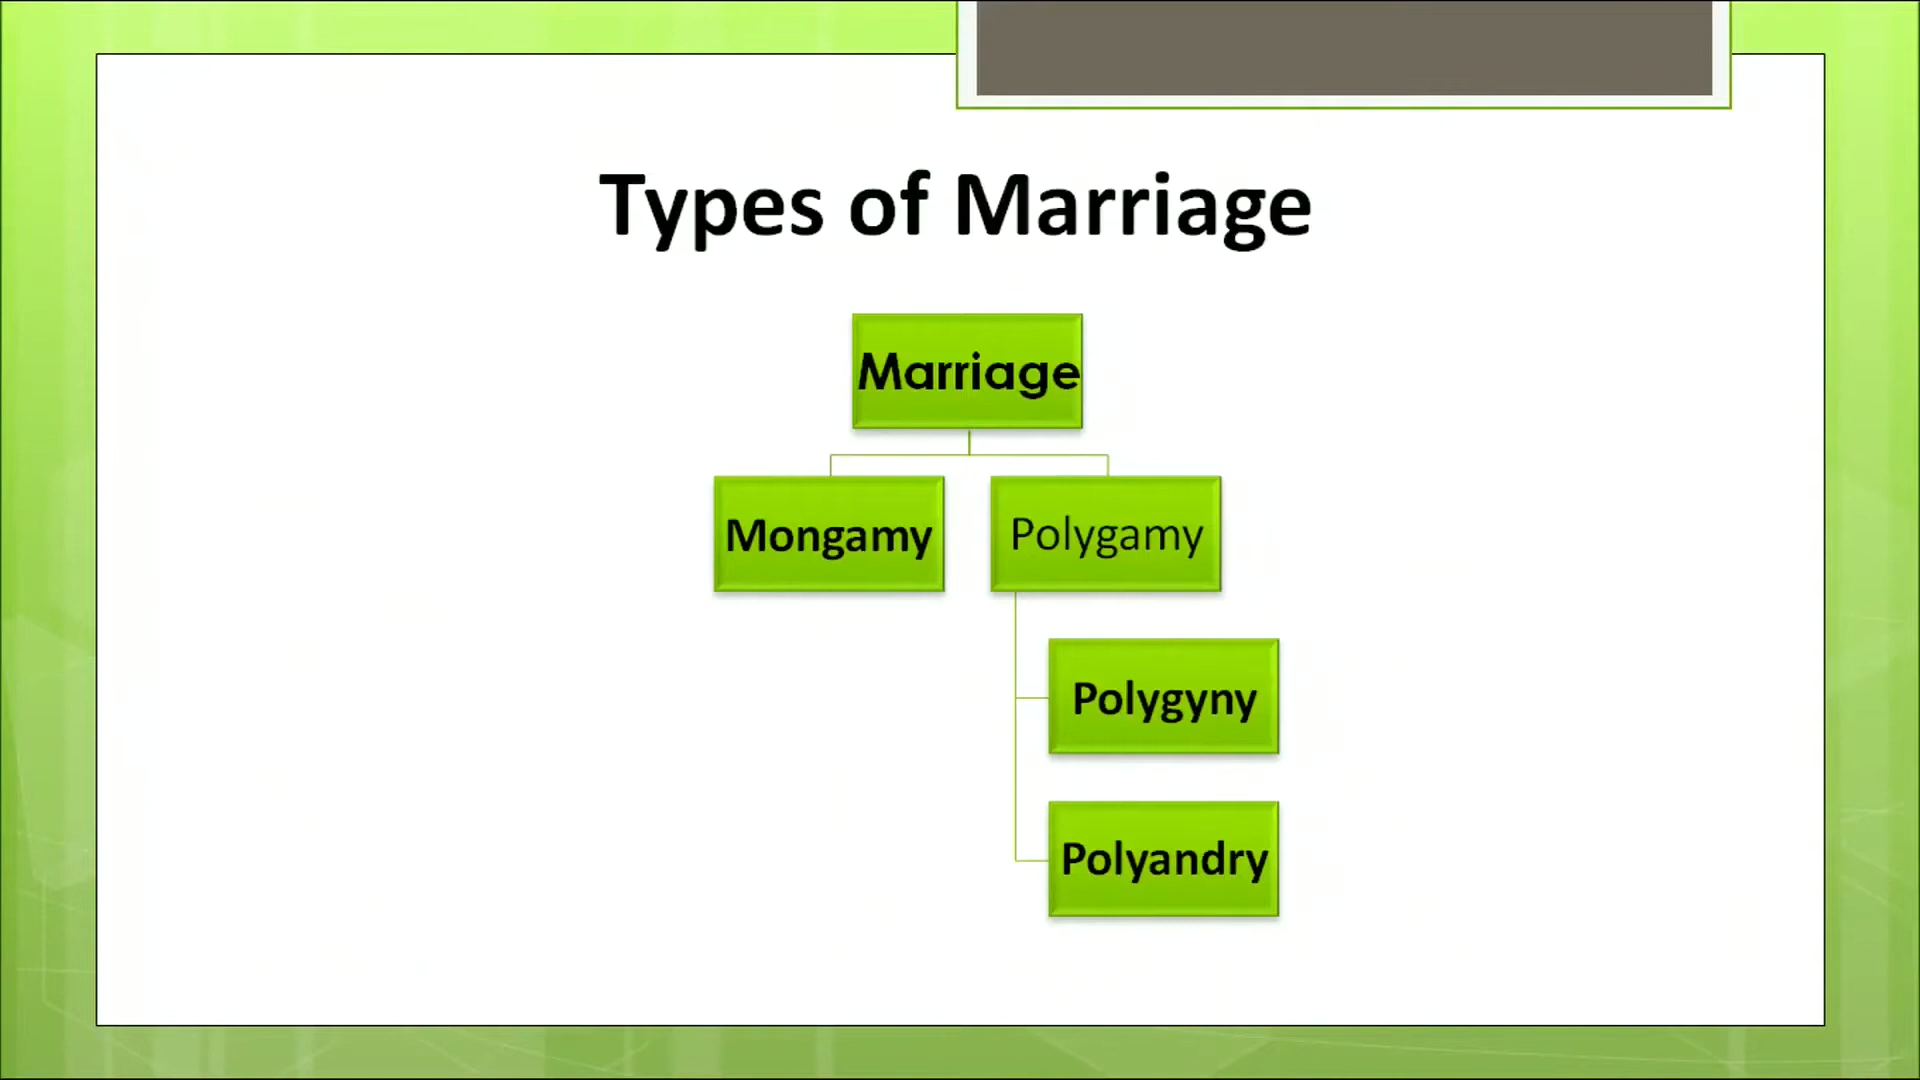 Types of Marriage
Marriage
Mongamy
Polygamy
Polygyny
Polyandry